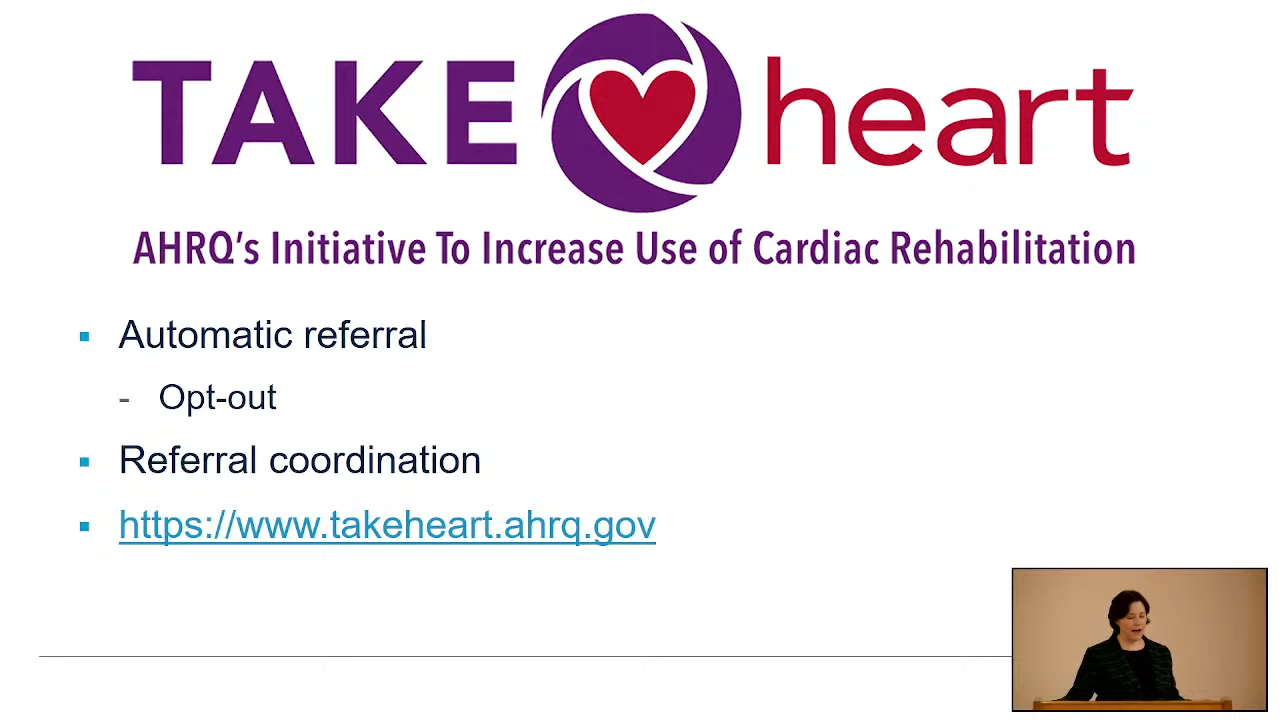 TAKE heart
AHRQ's Initiative To Increase Use of Cardiac Rehabilitation
▪ Automatic referral
- Opt-out
▪ Referral coordination
▪ https://www.takeheart.ahrq.gov